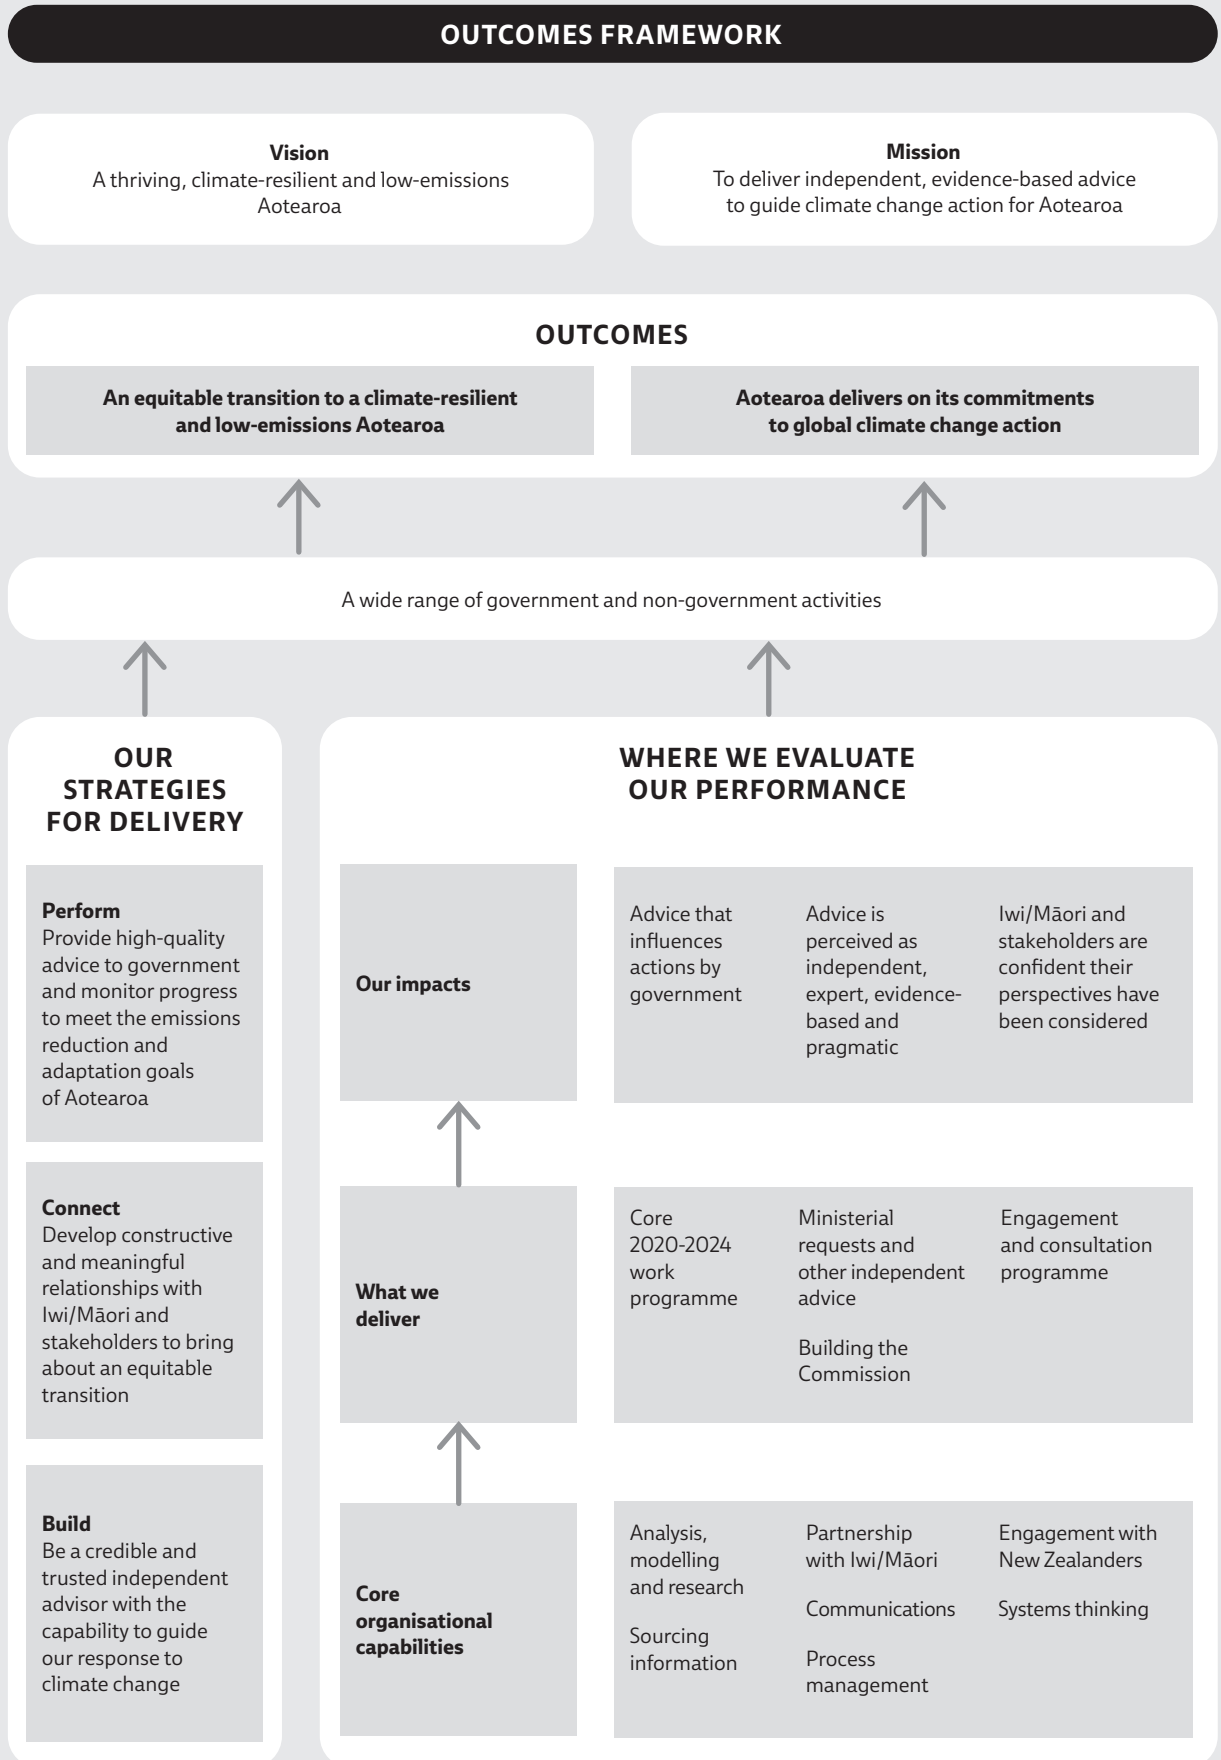 OUTCOMES FRAMEWORK
Vision
A thriving, climate-resilient and low-emissions
Aotearoa
Mission
To deliver independent, evidence-based advice
to guide climate change action for Aotearoa
OUTCOMES
An equitable transition to a climate-resilient
and low-emissions Aotearoa
Aotearoa delivers on its commitments
to global climate change action
A wide range of government and non-government activities
OUR
STRATEGIES
FOR DELIVERY
Perform
Provide high-quality
advice to government
and monitor progress
to meet the emissions
reduction and
adaptation goals
of Aotearoa
Connect
Develop constructive
and meaningful
relationships with
Iwi/Māori and
stakeholders to bring
about an equitable
transition
Build
Be a credible and
trusted independent
advisor with the
capability to guide
our response to
climate change
WHERE WE EVALUATE
OUR PERFORMANCE
Our impacts
Advice that
influences
actions by
government
Advice is
perceived as
independent,
expert, evidence-
based and
pragmatic
Iwi/Māori and
stakeholders are
confident their
perspectives have
been considered
What we
deliver
Core
2020-2024
work
programme
Ministerial
requests and
other independent
advice
Building the
Commission
Engagement
and consultation
programme
Core
organisational
capabilities
Analysis,
modelling
and research
Sourcing
information
Partnership
with Iwi/Māori
Communications
Process
management
Engagement with
New Zealanders
Systems thinking